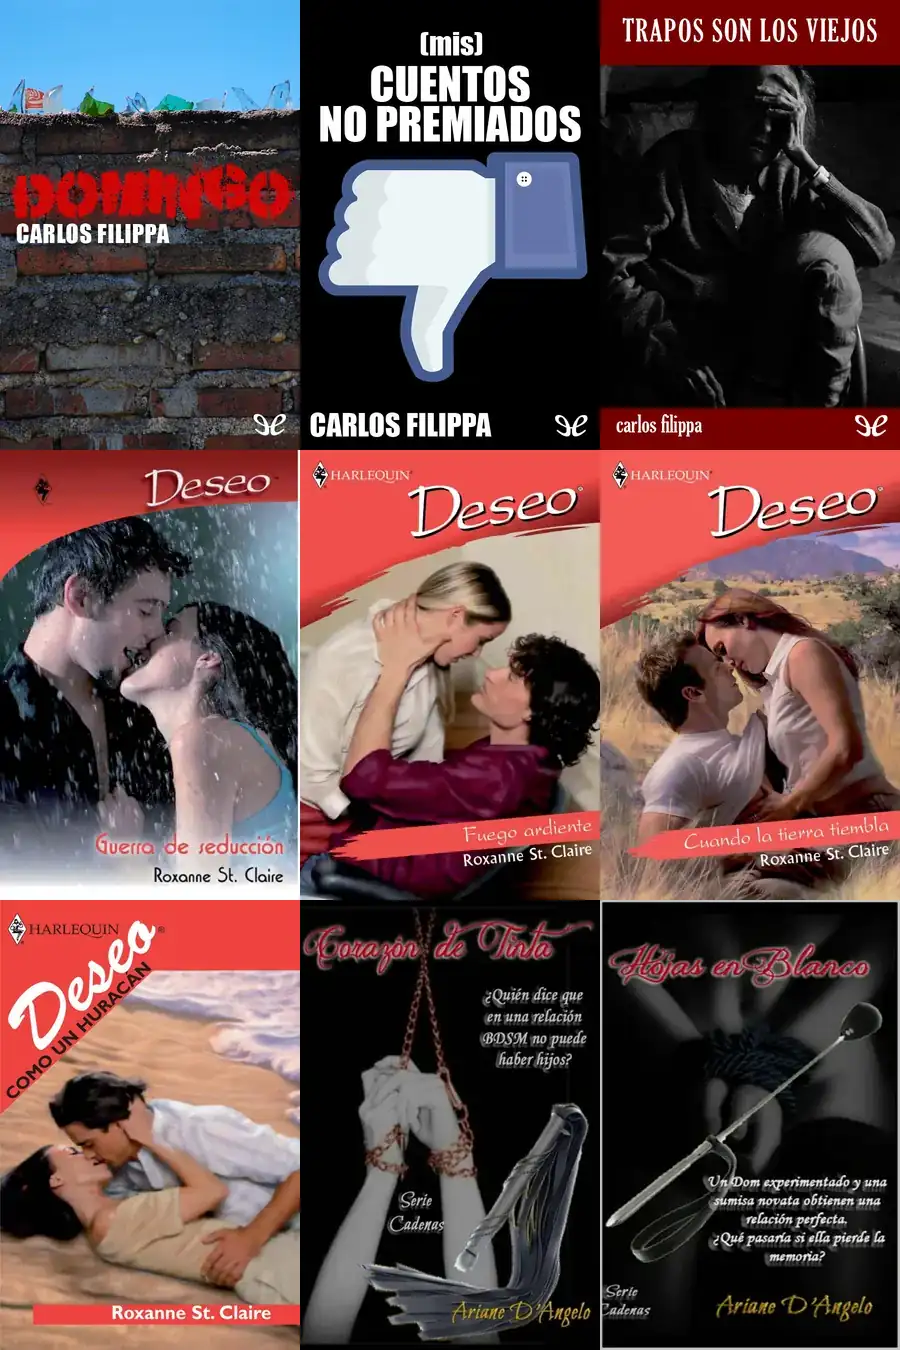 DOMINGO
CARLOS FILIPPA
(mis)
CUENTOS
NO PREMIADOS
CARLOS FILIPPA
TRAPOS SON LOS VIEJOS
carlos filippa
Deseo
Guerra de seducción
Roxanne St. Claire
HARLEQUIN™
Deseo®
Fuego ardiente
Roxanne St. Claire
HARLEQUIN™
Deseo®
Cuando la tierra tiembla
Roxanne St. Claire
HARLEQUIN™
Deseo®
COMO UN HURACÁN
Roxanne St. Claire
Corazón de Tinta
¿Quién dice que
en una relación
BDSM no puede
haber hijos?
Serie
Cadenas
Ariane D'Angelo
Hojas en Blanco
Un Dom experimentado y una
sumisa novata obtienen una
relación perfecta.
¿Qué pasaría si ella pierde la
memoria?
Serie
Cadenas
Ariane D'Angelo